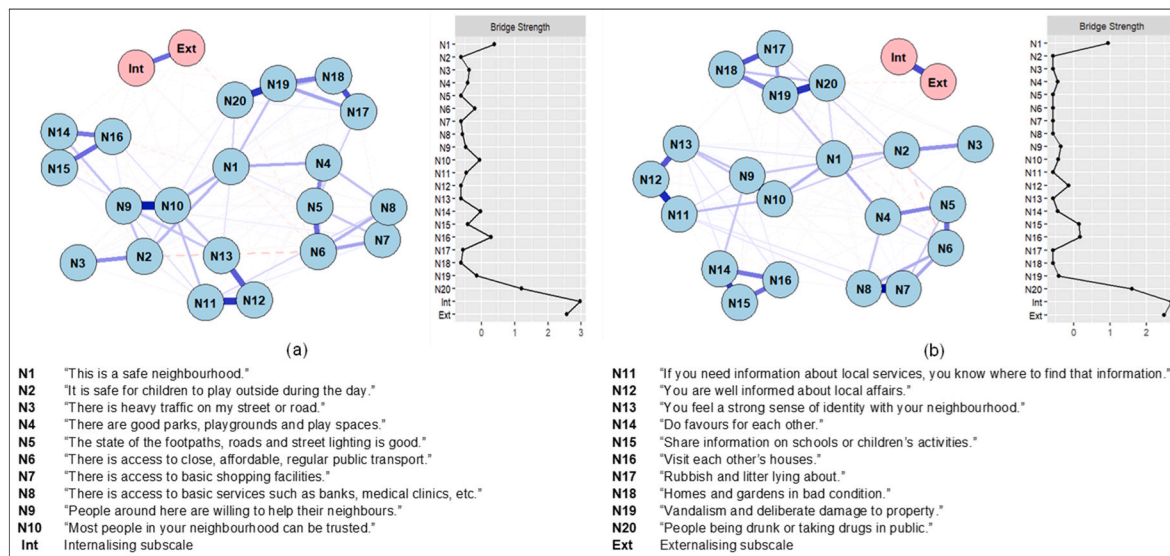 Ext
Int
N18
N19
N20
N17
N14
N16
N15
N1
N4
N9
N10
N5
N8
N7
N3
N2
N13
N6
N11
N12
(a)
Bridge Strength
N1
N2
N3
N4
N5
N6
N7
N8
N9
N10
N11
N12
N13
N14
N15
N16
N17
N18
N19
N20
Int
Ext
0 1 2 3
N17
N18
N19
N20
Int
Ext
N13
N12
N11
N9
N10
N1
N2
N3
N4
N5
N6
N14
N16
N15
N8
N7
(b)
Bridge Strength
N1
N2
N3
N4
N5
N6
N7
N8
N9
N10
N11
N12
N13
N14
N15
N16
N17
N18
N19
N20
Int
Ext
0 1 2
N1 “This is a safe neighbourhood.”
N2 “It is safe for children to play outside during the day.”
N3 “There is heavy traffic on my street or road.”
N4 “There are good parks, playgrounds and play spaces.”
N5 “The state of the footpaths, roads and street lighting is good.”
N6 “There is access to close, affordable, regular public transport.”
N7 “There is access to basic shopping facilities.”
N8 “There is access to basic services such as banks, medical clinics, etc.”
N9 “People around here are willing to help their neighbours.”
N10 “Most people in your neighbourhood can be trusted.”
Int Internalising subscale
N11 “If you need information about local services, you know where to find that information.”
N12 “You are well informed about local affairs.”
N13 “You feel a strong sense of identity with your neighbourhood.”
N14 “Do favours for each other.”
N15 “Share information on schools or children’s activities.”
N16 “Visit each other’s houses.”
N17 “Rubbish and litter lying about.”
N18 “Homes and gardens in bad condition.”
N19 “Vandalism and deliberate damage to property.”
N20 “People being drunk or taking drugs in public.”
Ext Externalising subscale